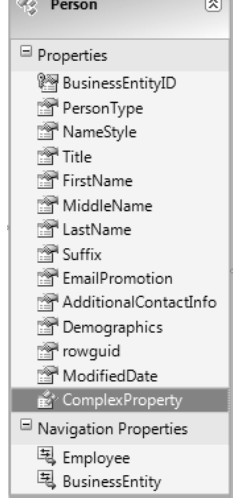 Person
Properties
BusinessEntityID
PersonType
NameStyle
Title
FirstName
MiddleName
LastName
Suffix
EmailPromotion
AdditionalContactInfo
Demographics
rowguid
ModifiedDate
ComplexProperty
Navigation Properties
Employee
BusinessEntity